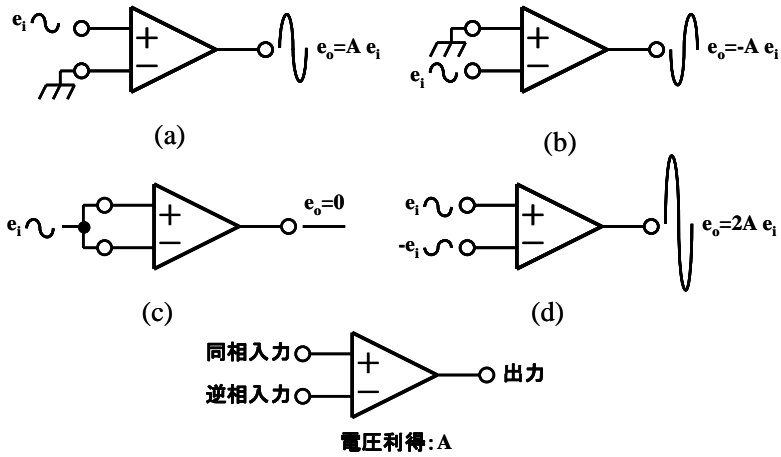 eᵢ
+
−
eₒ=A eᵢ
(a)
+
−
eᵢ
eₒ=-A eᵢ
(b)
eᵢ
+
−
eₒ=0
(c)
eᵢ
-eᵢ
+
−
eₒ=2A eᵢ
(d)
同相入力
逆相入力
+
−
出力
電圧利得:A